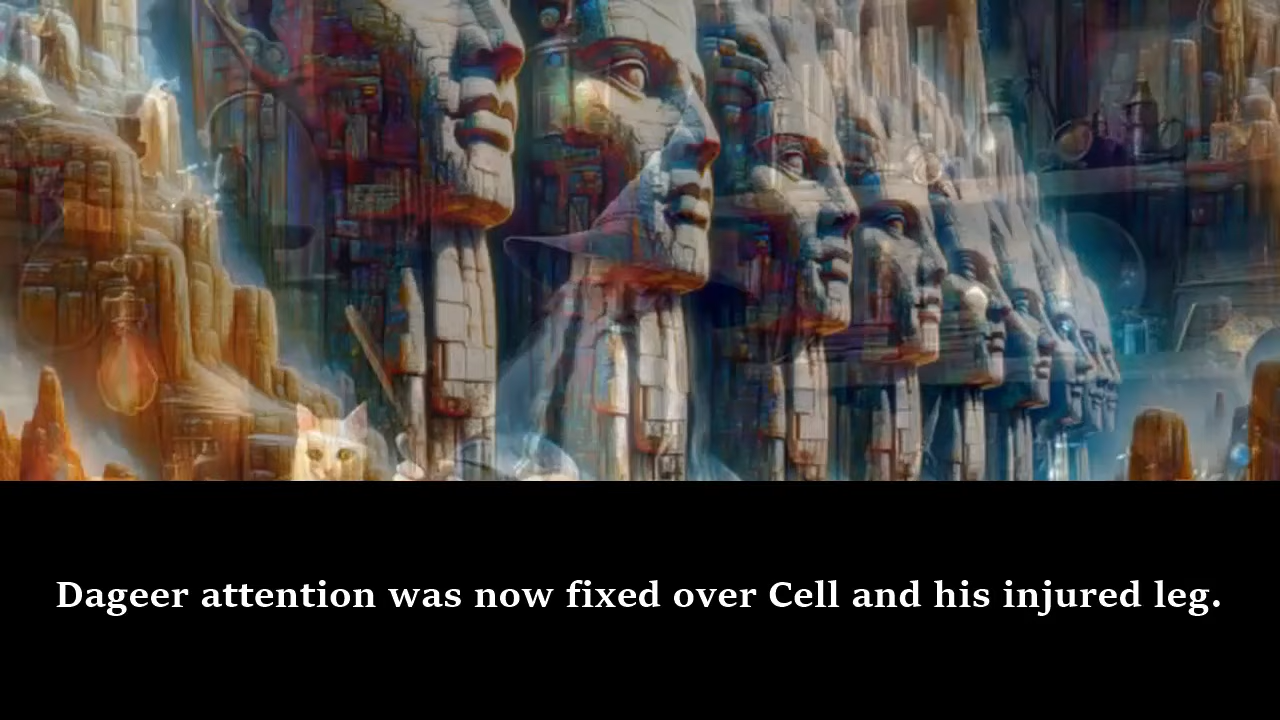 Dageer attention was now fixed over Cell and his injured leg.